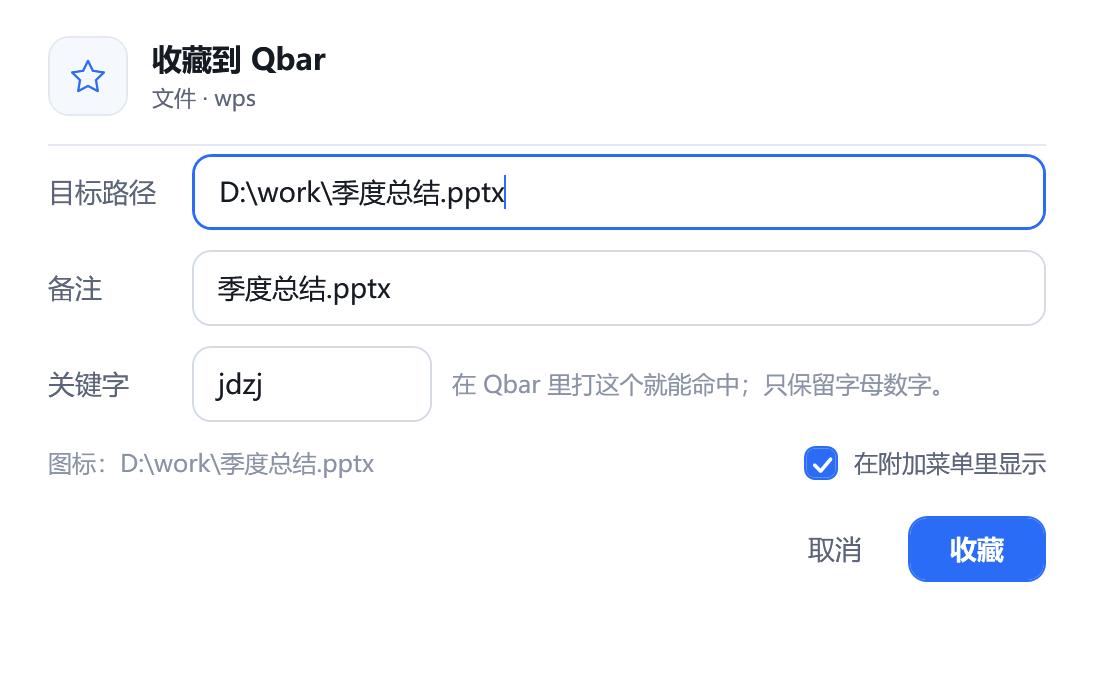 收藏到 Qbar
文件 · wps
目标路径 D:\work\季度总结.pptx
备注 季度总结.pptx
关键字 jdzj 在 Qbar 里打这个就能命中；只保留字母数字。
图标：D:\work\季度总结.pptx 在附加菜单里显示
取消 收藏